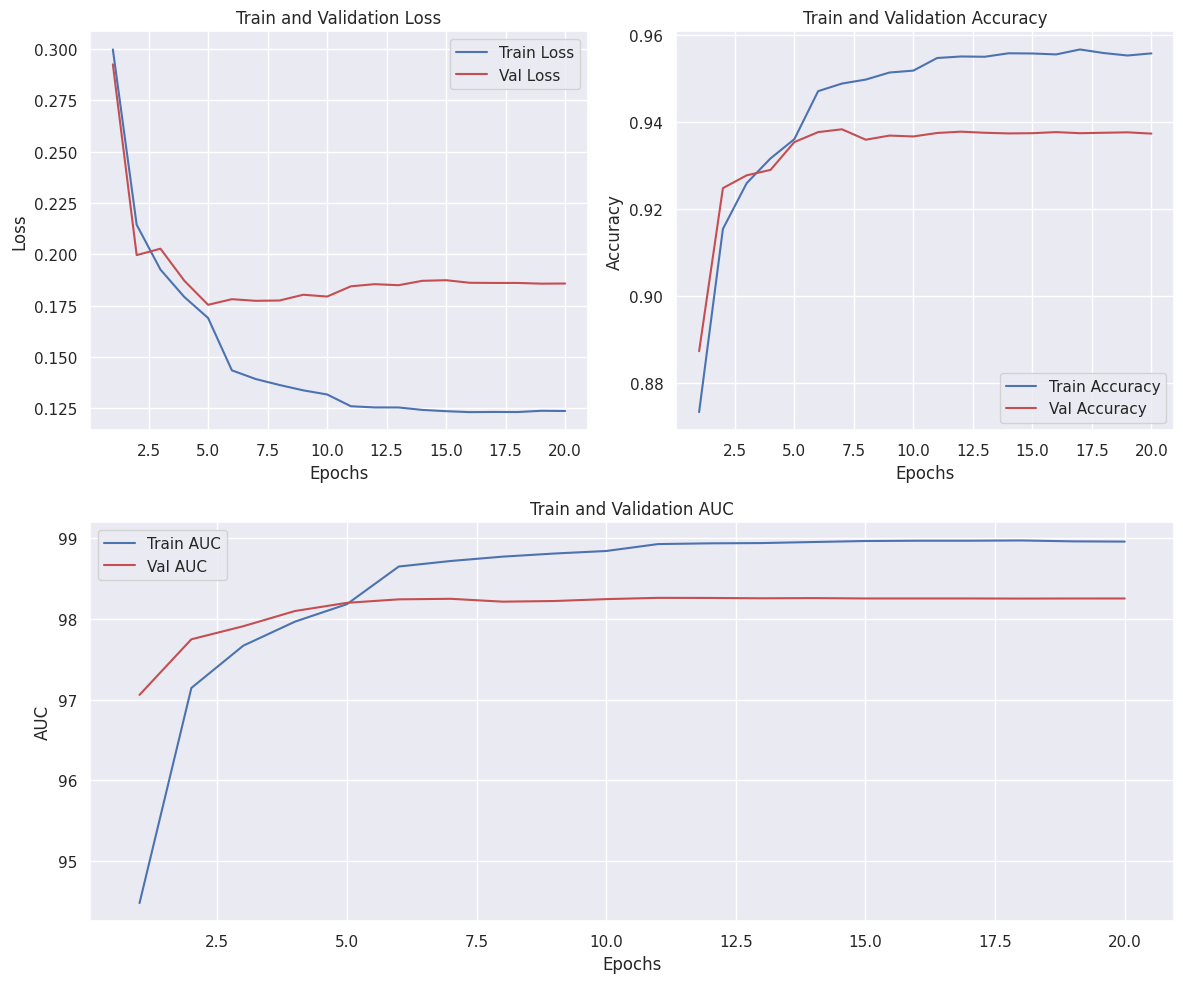 Train and Validation Loss
0.300
0.275
0.250
0.225
0.200
0.175
0.150
0.125
Loss
Train Loss
Val Loss
2.5 5.0 7.5 10.0 12.5 15.0 17.5 20.0
Epochs
Train and Validation Accuracy
0.96
0.94
0.92
0.90
0.88
Accuracy
Train Accuracy
Val Accuracy
2.5 5.0 7.5 10.0 12.5 15.0 17.5 20.0
Epochs
Train and Validation AUC
99
98
97
96
95
AUC
Train AUC
Val AUC
2.5 5.0 7.5 10.0 12.5 15.0 17.5 20.0
Epochs